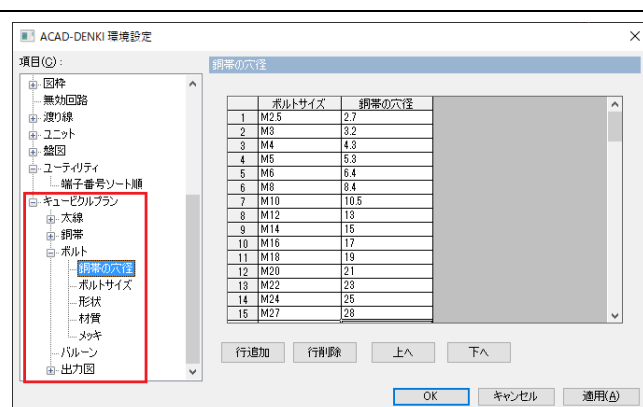 ACAD-DENKI 環境設定
項目(C):
銅帯の穴径
図枠
無効回路
渡り線
ユニット
盤図
ユーティリティ
端子番号ソート順
キュービクルプラン
太線
銅帯
ボルト
銅帯の穴径
ボルトサイズ
形状
材質
メッキ
バルーン
出力図
ボルトサイズ 銅帯の穴径
1 M2.5 2.7
2 M3 3.2
3 M4 4.3
4 M5 5.3
5 M6 6.4
6 M8 8.4
7 M10 10.5
8 M12 13
9 M14 15
10 M16 17
11 M18 19
12 M20 21
13 M22 23
14 M24 25
15 M27 28
行追加 行削除 上へ 下へ
OK キャンセル 適用(A)